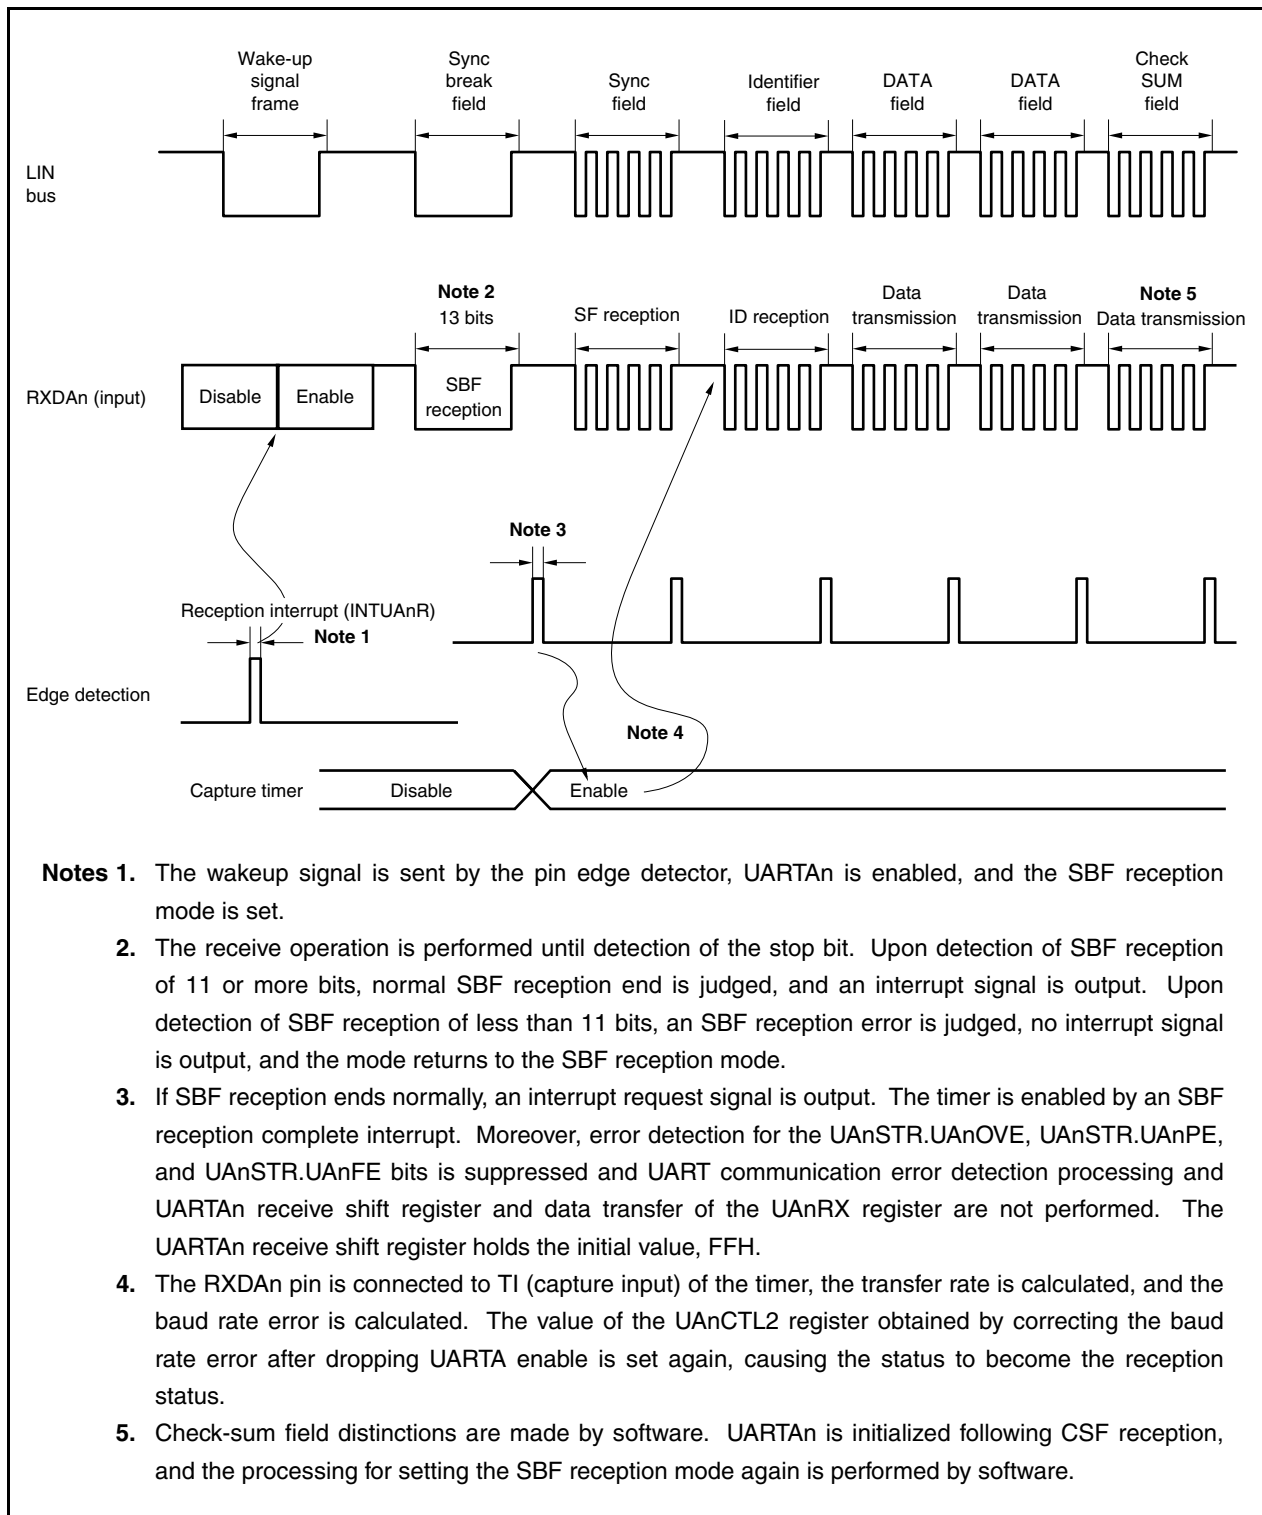 Wake-up
signal
frame
Sync
break
field
Sync
field
Identifier
field
DATA
field
DATA
field
Check
SUM
field
LIN
bus
Note 2
13 bits
SF reception
ID reception
Data
transmission
Data
transmission
Note 5
Data transmission
RXDAn (input)
Disable
Enable
SBF
reception
Note 3
Reception interrupt (INTUAnR)
Note 1
Edge detection
Note 4
Capture timer
Disable
Enable
Notes 1. The wakeup signal is sent by the pin edge detector, UARTAn is enabled, and the SBF reception
mode is set.
2. The receive operation is performed until detection of the stop bit. Upon detection of SBF reception
of 11 or more bits, normal SBF reception end is judged, and an interrupt signal is output. Upon
detection of SBF reception of less than 11 bits, an SBF reception error is judged, no interrupt signal
is output, and the mode returns to the SBF reception mode.
3. If SBF reception ends normally, an interrupt request signal is output. The timer is enabled by an SBF
reception complete interrupt. Moreover, error detection for the UAnSTR.UAnOVE, UAnSTR.UAnPE,
and UAnSTR.UAnFE bits is suppressed and UART communication error detection processing and
UARTAn receive shift register and data transfer of the UAnRX register are not performed. The
UARTAn receive shift register holds the initial value, FFH.
4. The RXDAn pin is connected to TI (capture input) of the timer, the transfer rate is calculated, and the
baud rate error is calculated. The value of the UAnCTL2 register obtained by correcting the baud
rate error after dropping UARTA enable is set again, causing the status to become the reception
status.
5. Check-sum field distinctions are made by software. UARTAn is initialized following CSF reception,
and the processing for setting the SBF reception mode again is performed by software.